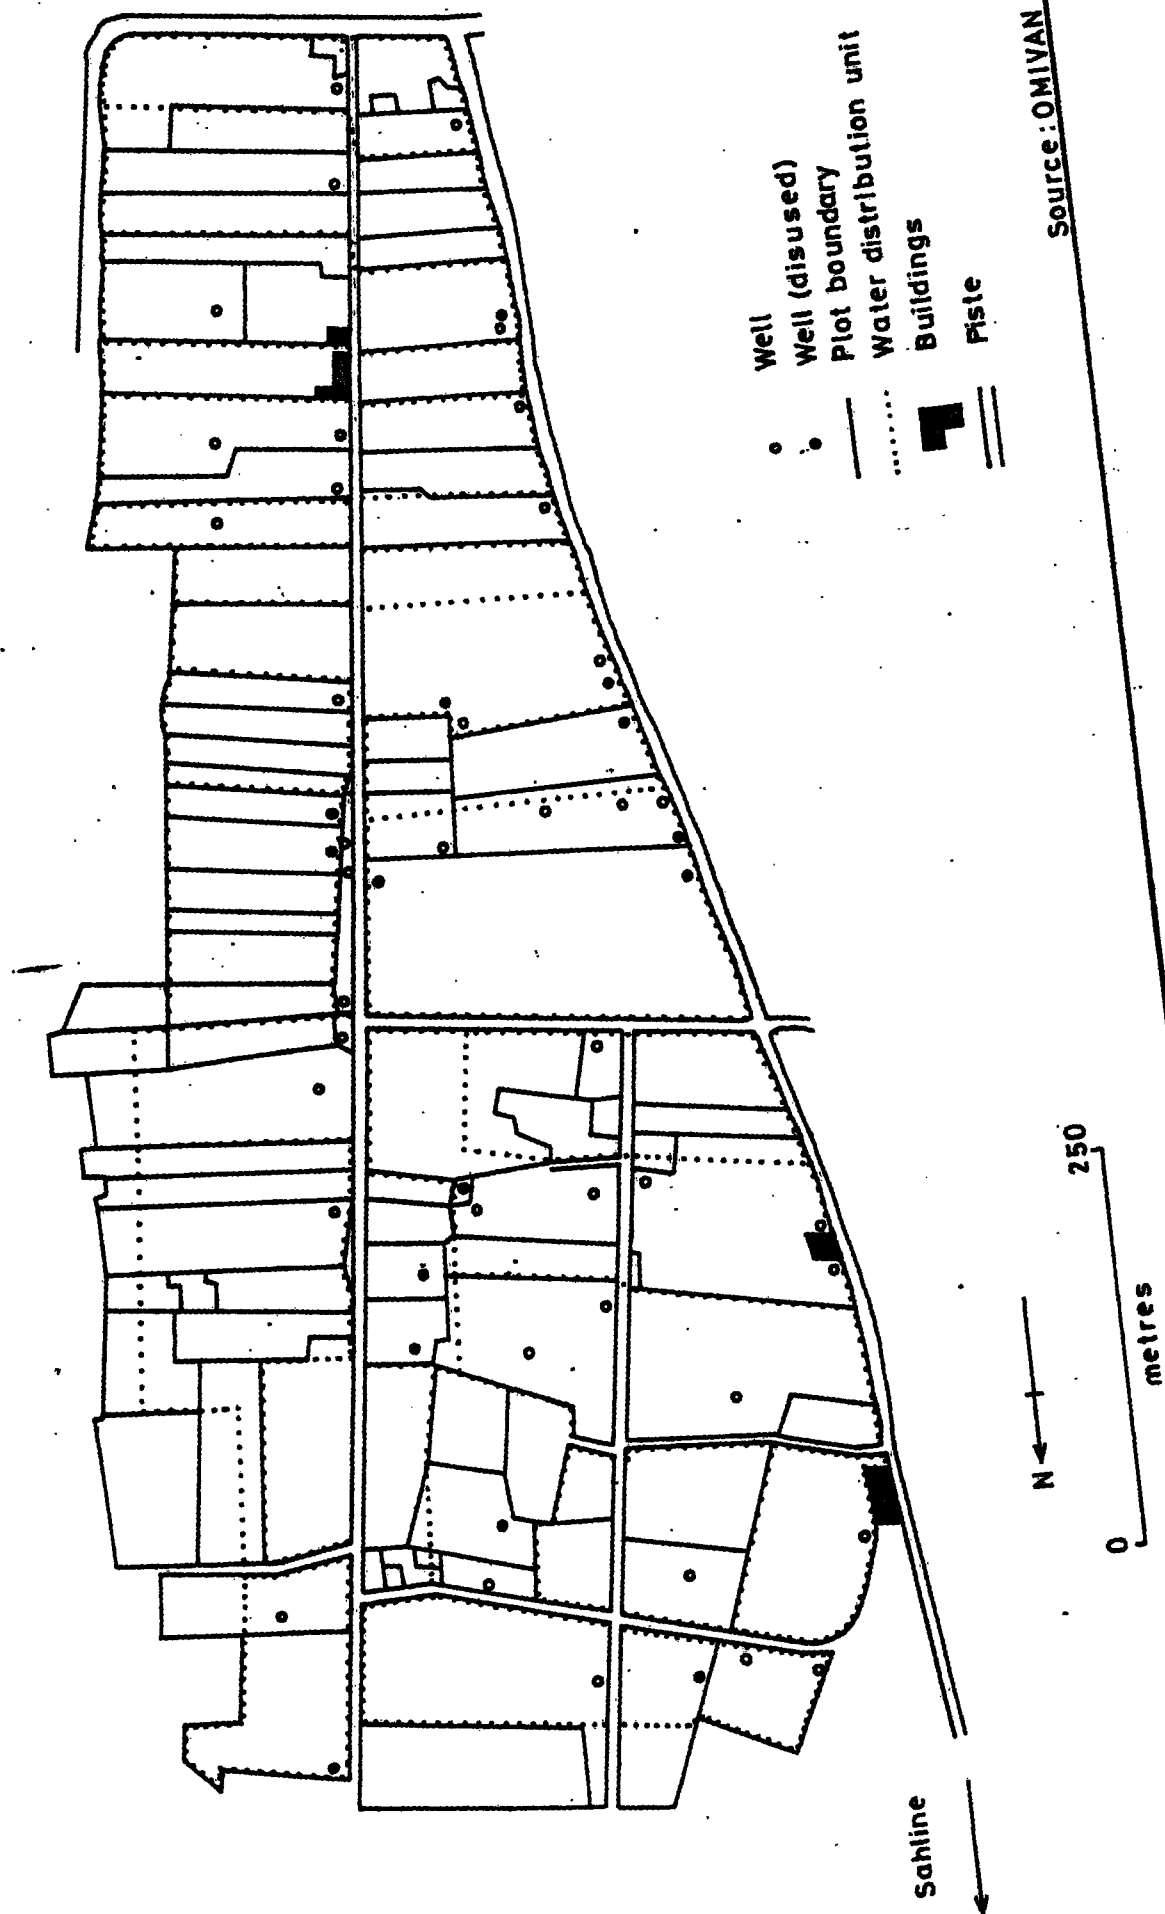 Well
Well (disused)
Plot boundary
Water distribution unit
Buildings
Piste
Source:OMIVAN
N
0 250
metres
Sahline